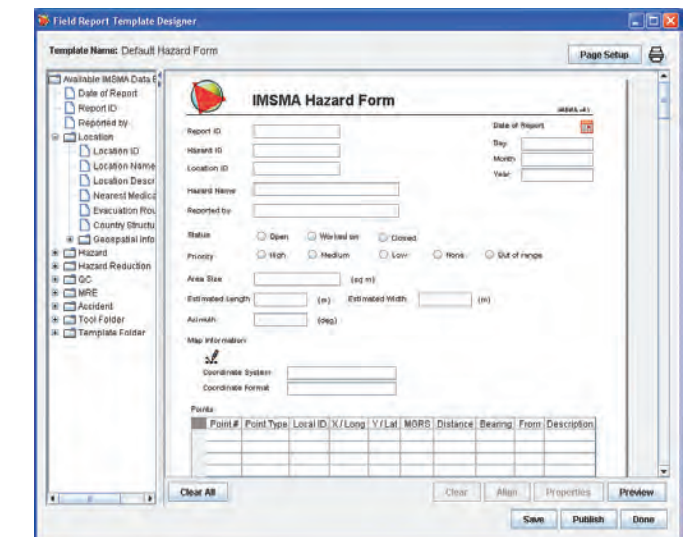 Field Report Template Designer
Template Name: Default Hazard Form
Page Setup
Available IMSMA Data E
Date of Report
Report ID
Reported by
Location
Location ID
Location Name
Location Descr
Nearest Medica
Evacuation Rou
Country Structu
Geospatial Info
Hazard
Hazard Reduction
QC
MRE
Accident
Tool Folder
Template Folder
IMSMA Hazard Form
Report ID
Date of Report
Hazard ID
Day
Month
Location ID
Year
Hazard Name
Reported by
Status Open Worked on Closed
Priority High Medium Low None Out of range
Area Size (sq m)
Estimated Length (m) Estimated Width (m)
Azimuth (deg)
Map Information
Coordinate System
Coordinate Format
Points
Point # Point Type Local ID X / Long Y / Lat MGRS Distance Bearing From Description
Clear All Clear Align Properties Preview
Save Publish Done